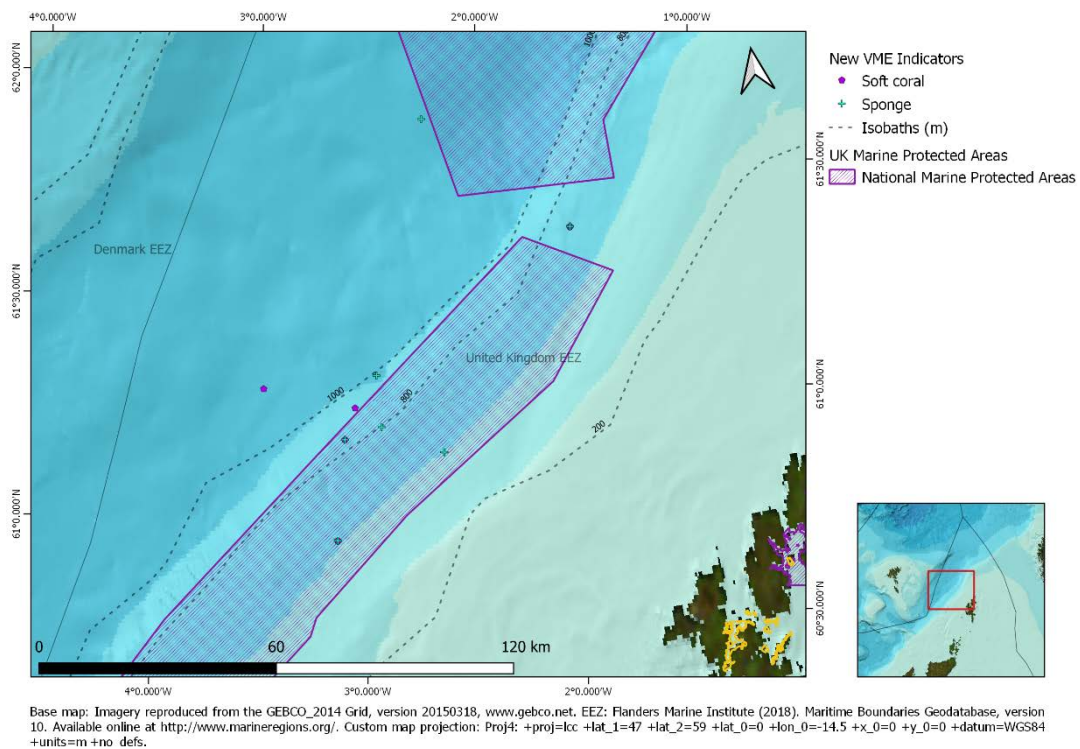 4°0.000'W 3°0.000'W 2°0.000'W 1°0.000'W
62°0.000'N
61°30.000'N
61°0.000'N
61°30.000'N
61°0.000'N
60°30.000'N
1000
800
Denmark EEZ
United Kingdom EEZ
1000
800
200
0 60 120 km
4°0.000'W 3°0.000'W 2°0.000'W
New VME Indicators
Soft coral
Sponge
Isobaths (m)
UK Marine Protected Areas
National Marine Protected Areas
Base map: Imagery reproduced from the GEBCO_2014 Grid, version 20150318, www.gebco.net. EEZ: Flanders Marine Institute (2018). Maritime Boundaries Geodatabase, version
10. Available online at http://www.marineregions.org/. Custom map projection: Proj4: +proj=lcc +lat_1=47 +lat_2=59 +lat_0=0 +lon_0=-14.5 +x_0=0 +y_0=0 +datum=WGS84
+units=m +no_defs.